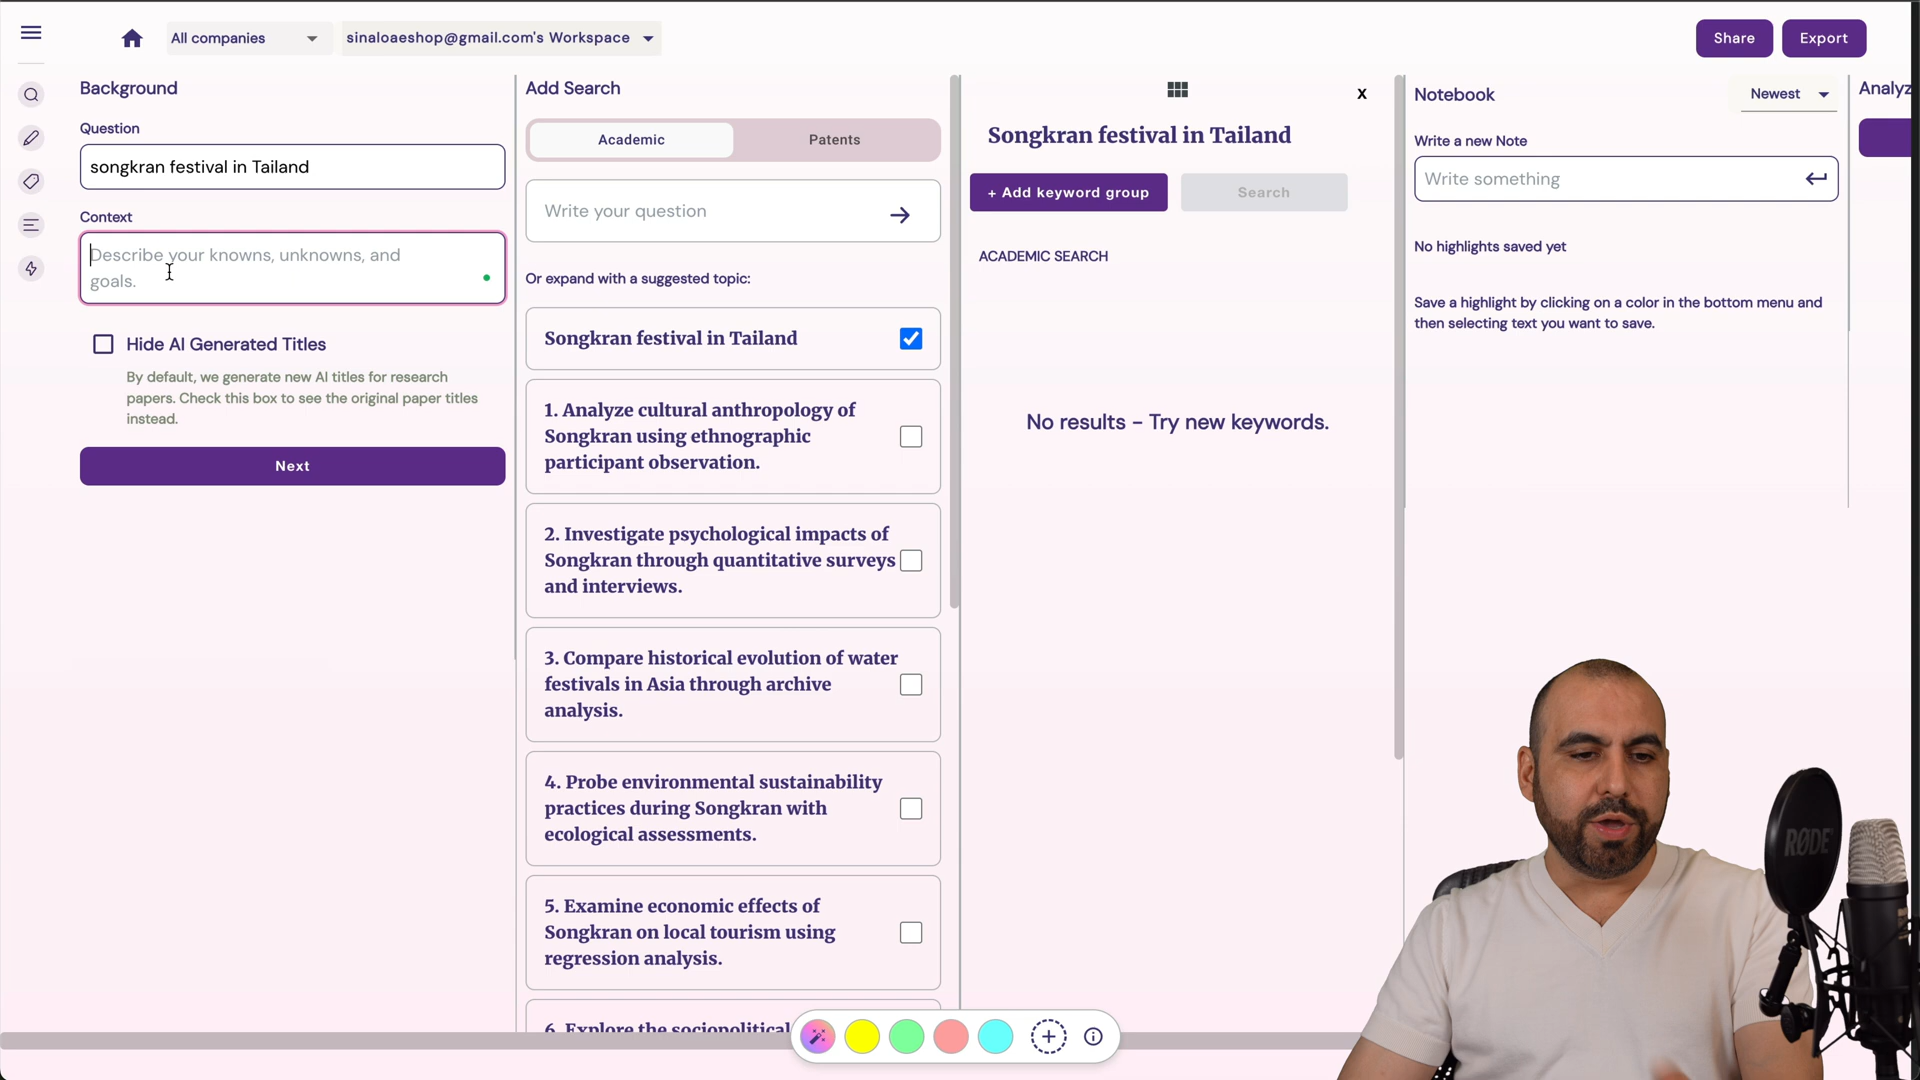 All companies
sinaloaeshop@gmail.com's Workspace
Share
Export
Background
Question
songkran festival in Tailand
Context
Describe your knowns, unknowns, and
goals.
Hide AI Generated Titles
By default, we generate new AI titles for research
papers. Check this box to see the original paper titles
instead.
Next
Add Search
Academic
Patents
Write your question
Or expand with a suggested topic:
Songkran festival in Tailand
1. Analyze cultural anthropology of
Songkran using ethnographic
participant observation.
2. Investigate psychological impacts of
Songkran through quantitative surveys
and interviews.
3. Compare historical evolution of water
festivals in Asia through archive
analysis.
4. Probe environmental sustainability
practices during Songkran with
ecological assessments.
5. Examine economic effects of
Songkran on local tourism using
regression analysis.
6. Explore the sociopolitical
x
Songkran festival in Tailand
+ Add keyword group
Search
ACADEMIC SEARCH
No results - Try new keywords.
Notebook
Newest
Write a new Note
Write something
No highlights saved yet
Save a highlight by clicking on a color in the bottom menu and
then selecting text you want to save.
Analyz
RØDE